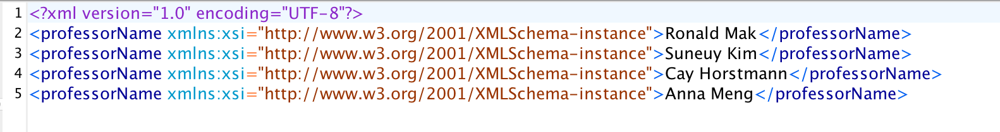 1 <?xml version="1.0" encoding="UTF-8"?>
2 <professorName xmlns:xsi="http://www.w3.org/2001/XMLSchema-instance">Ronald Mak</professorName>
3 <professorName xmlns:xsi="http://www.w3.org/2001/XMLSchema-instance">Suneuy Kim</professorName>
4 <professorName xmlns:xsi="http://www.w3.org/2001/XMLSchema-instance">Cay Horstmann</professorName>
5 <professorName xmlns:xsi="http://www.w3.org/2001/XMLSchema-instance">Anna Meng</professorName>